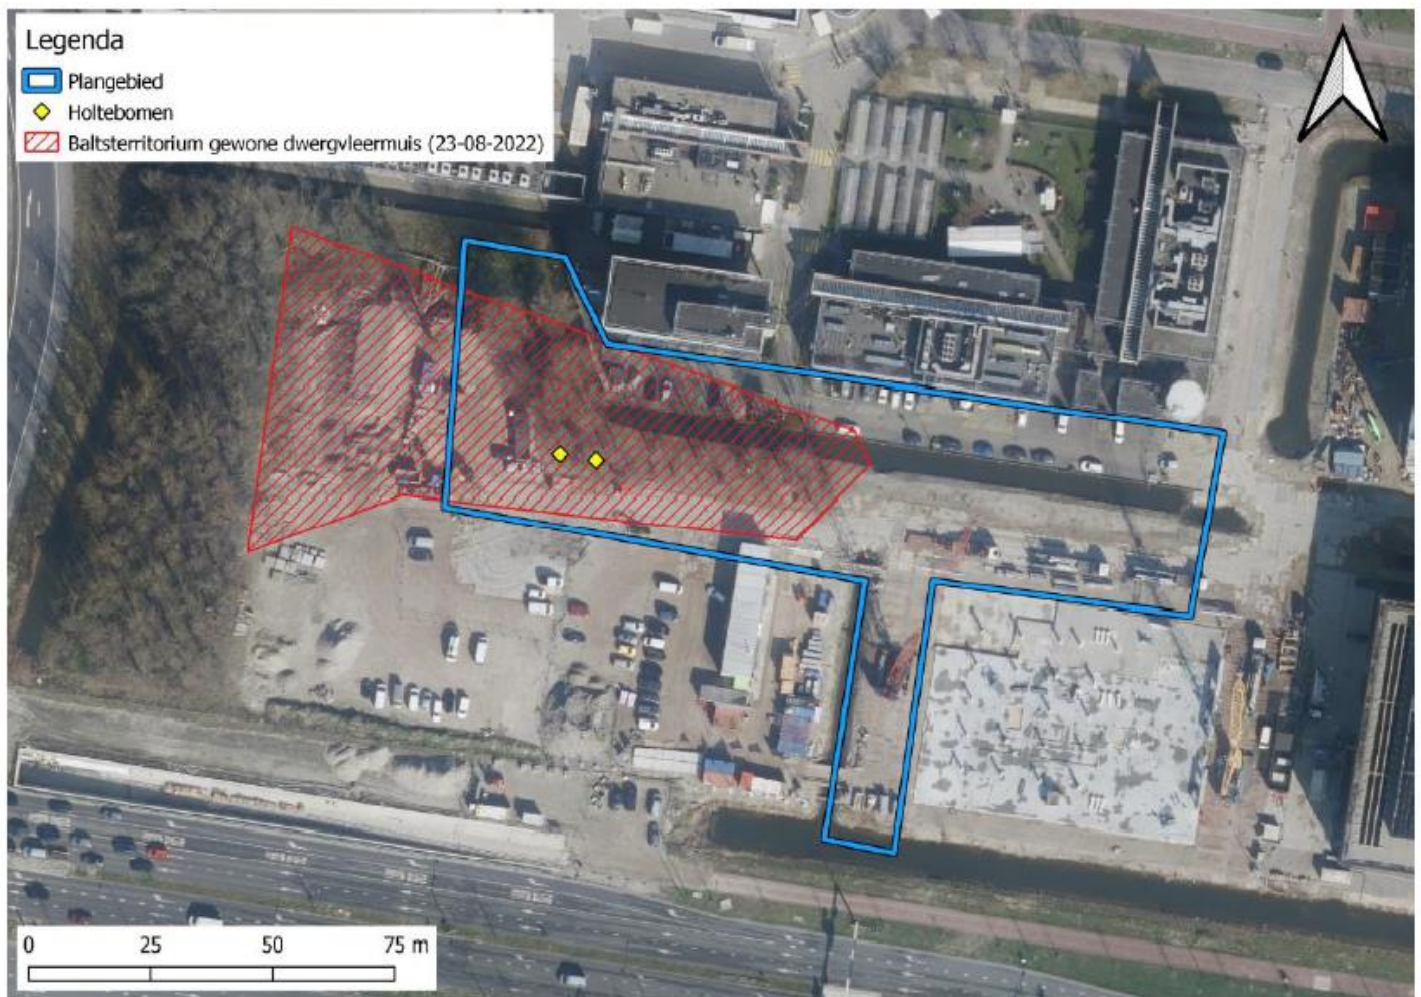 Legenda
Plangebied
Holtebomen
Baltsterritorium gewone dwergvleermuis (23-08-2022)
0 25 50 75 m